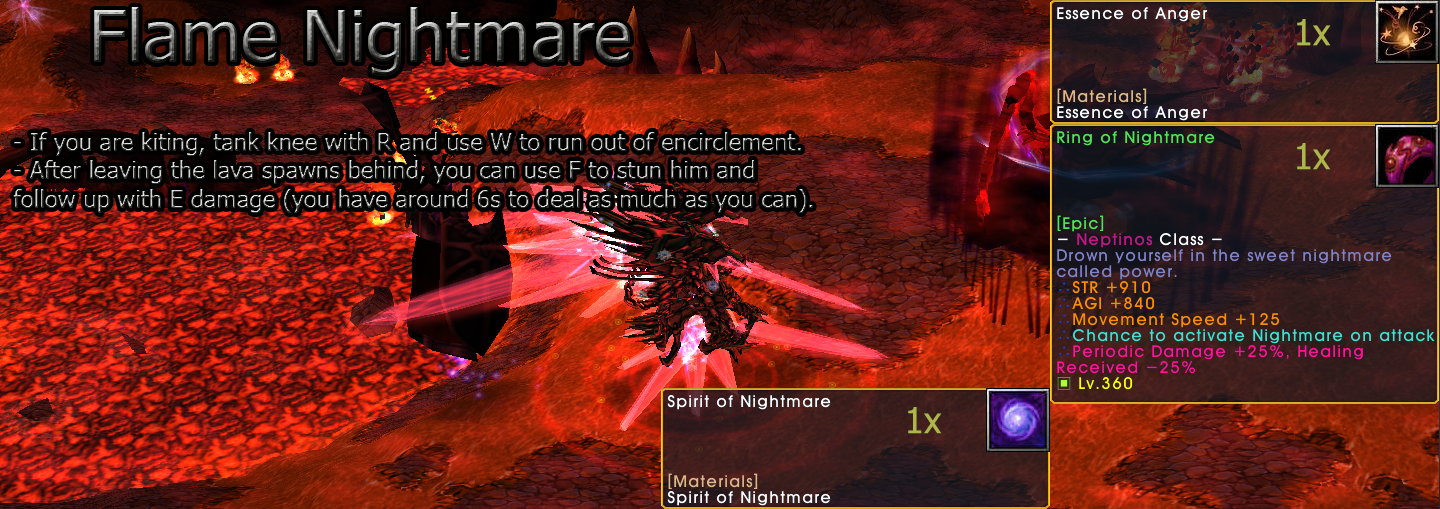 Flame Nightmare
- If you are kiting, tank knee with R and use W to run out of encirclement.
- After leaving the lava spawns behind, you can use F to stun him and
follow up with E damage (you have around 6s to deal as much as you can).
Essence of Anger
1x
[Materials]
Essence of Anger
Ring of Nightmare
1x
[Epic]
- Neptinos Class -
Drown yourself in the sweet nightmare
called power.
STR +910
AGI +840
Movement Speed +125
Chance to activate Nightmare on attack
Periodic Damage +25%, Healing
Received -25%
Lv.360
Spirit of Nightmare
1x
[Materials]
Spirit of Nightmare